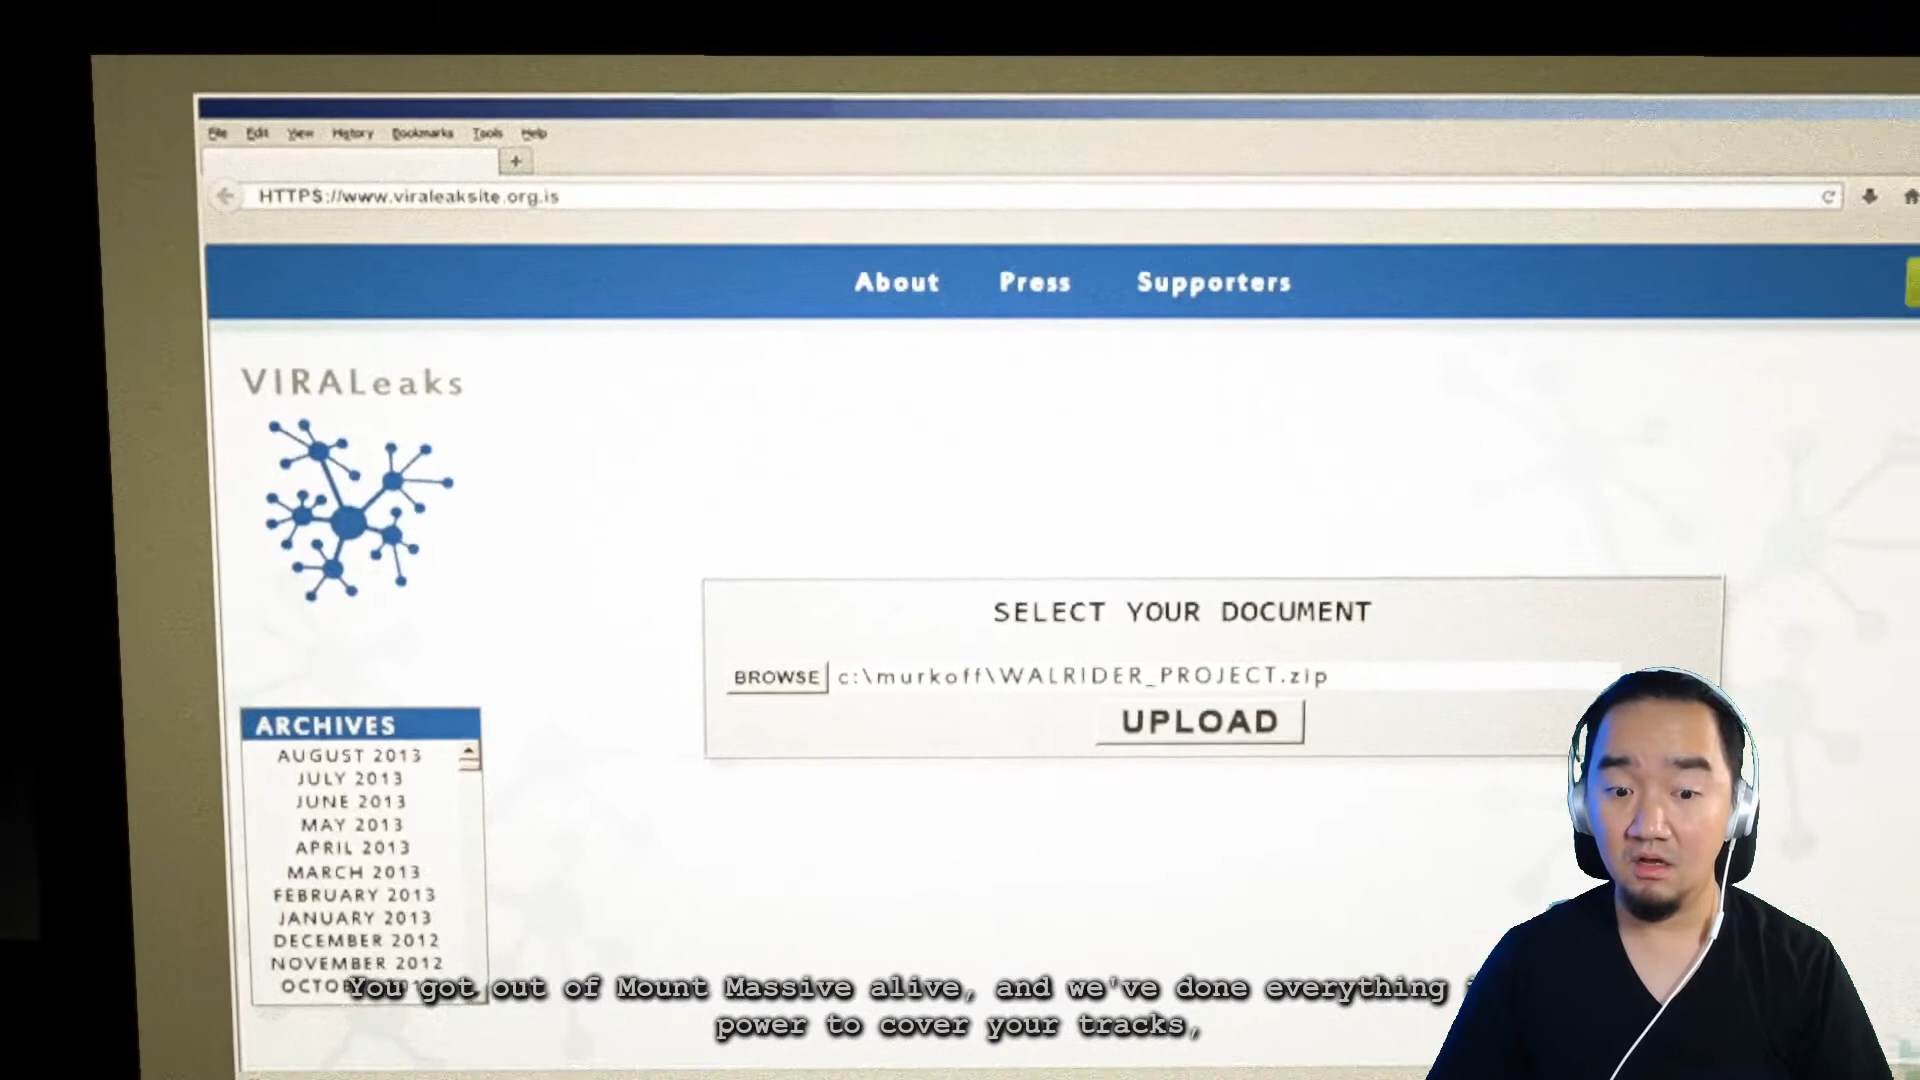 File Edit View History Bookmarks Tools Help
+
HTTPS://www.viraleaksite.org.is
About Press Supporters
VIRALeaks
SELECT YOUR DOCUMENT
BROWSE c:\murkoff\WALRIDER_PROJECT.zip
UPLOAD
ARCHIVES
AUGUST 2013
JULY 2013
JUNE 2013
MAY 2013
APRIL 2013
MARCH 2013
FEBRUARY 2013
JANUARY 2013
DECEMBER 2012
NOVEMBER 2012
You got out of Mount Massive alive, and we've done everything
power to cover your tracks,